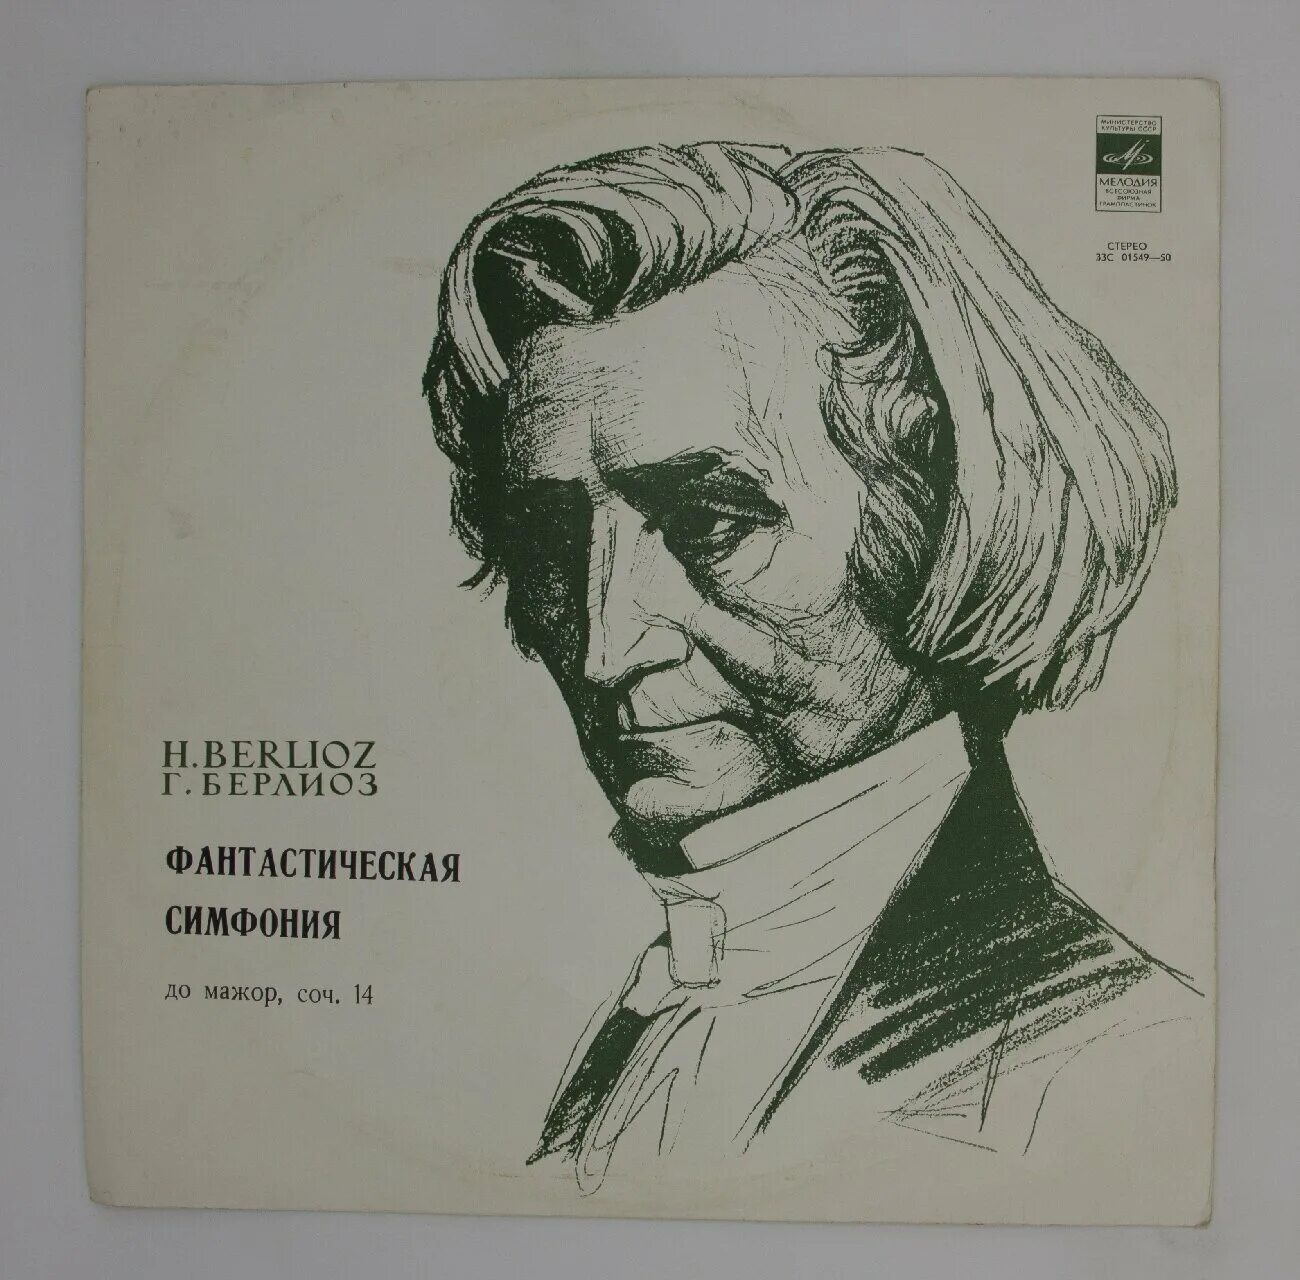 МИНИСТЕРСТВО
КУЛЬТУРЫ СССР
МЕЛОДИЯ
ВСЕСОЮЗНАЯ
ФИРМА
ГРАМПЛАСТИНОК
СТЕРЕО
33С 01549—50
H. BERLIOZ
Г. БЕРЛИОЗ
ФАНТАСТИЧЕСКАЯ
СИМФОНИЯ
до мажор, соч. 14